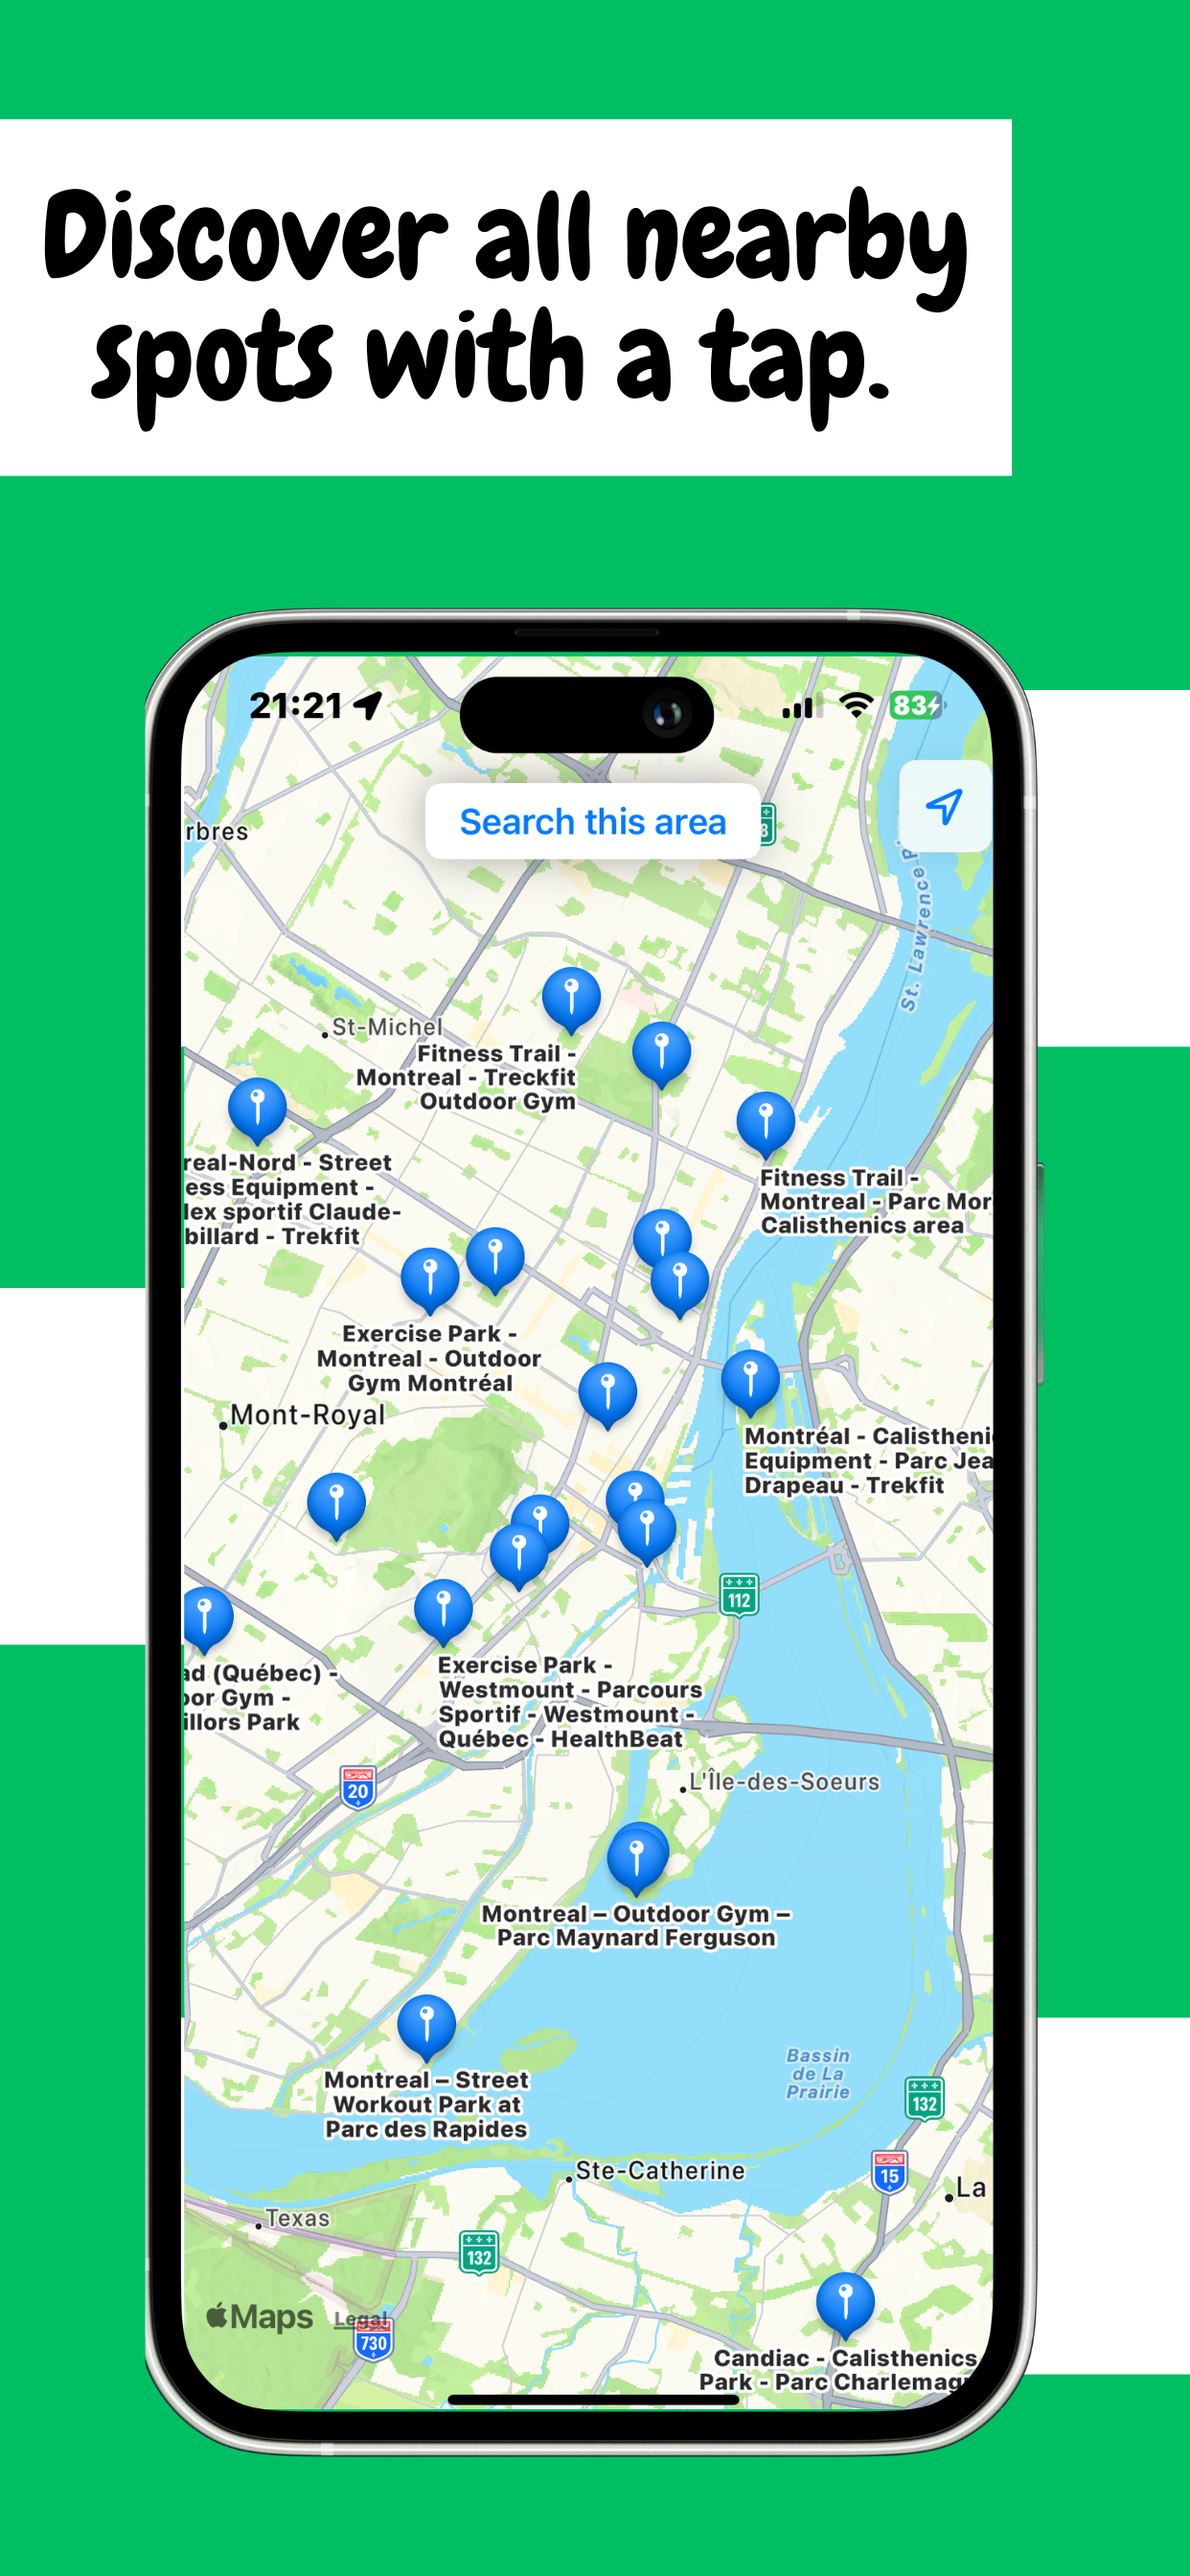 Discover all nearby
spots with a tap.
21:21
83
Search this area
rbres
St. Lawrence
St-Michel
Fitness Trail -
Montreal - Treckfit
Outdoor Gym
real-Nord - Street
ess Equipment -
lex sportif Claude-
billard - Trekfit
Fitness Trail -
Montreal - Parc Mor
Calisthenics area
Exercise Park -
Montreal - Outdoor
Gym Montréal
Mont-Royal
Montréal - Calistheni
Equipment - Parc Jea
Drapeau - Trekfit
112
ad (Québec) -
oor Gym -
illors Park
Exercise Park -
Westmount - Parcours
Sportif - Westmount -
Québec - HealthBeat
20
L'Île-des-Soeurs
Montreal – Outdoor Gym –
Parc Maynard Ferguson
Montreal – Street
Workout Park at
Parc des Rapides
Bassin
de La
Prairie
132
15
Ste-Catherine
La
Texas
132
Maps
Legal
730
Candiac - Calisthenics
Park - Parc Charlemag